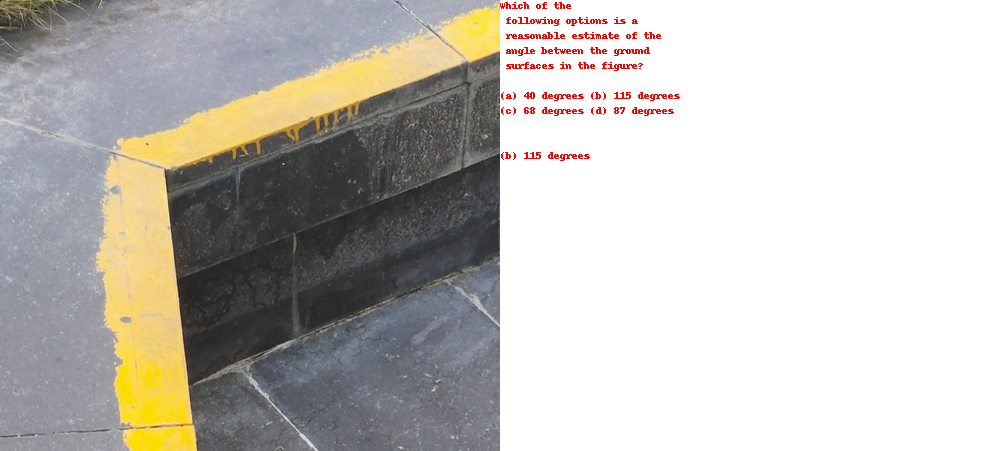 Which of the
following options is a
reasonable estimate of the
angle between the ground
surfaces in the figure?
(a) 40 degrees (b) 115 degrees
(c) 68 degrees (d) 87 degrees
(b) 115 degrees